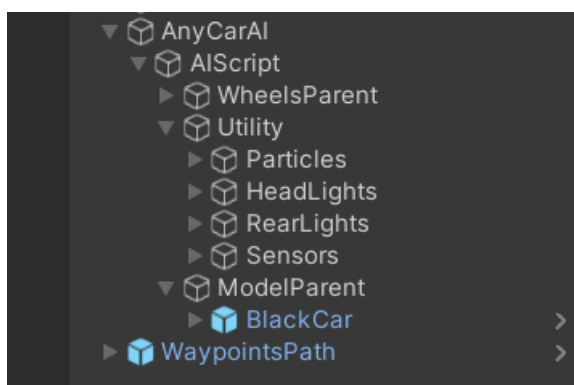 AnyCarAI
AIScript
WheelsParent
Utility
Particles
HeadLights
RearLights
Sensors
ModelParent
BlackCar
WaypointsPath